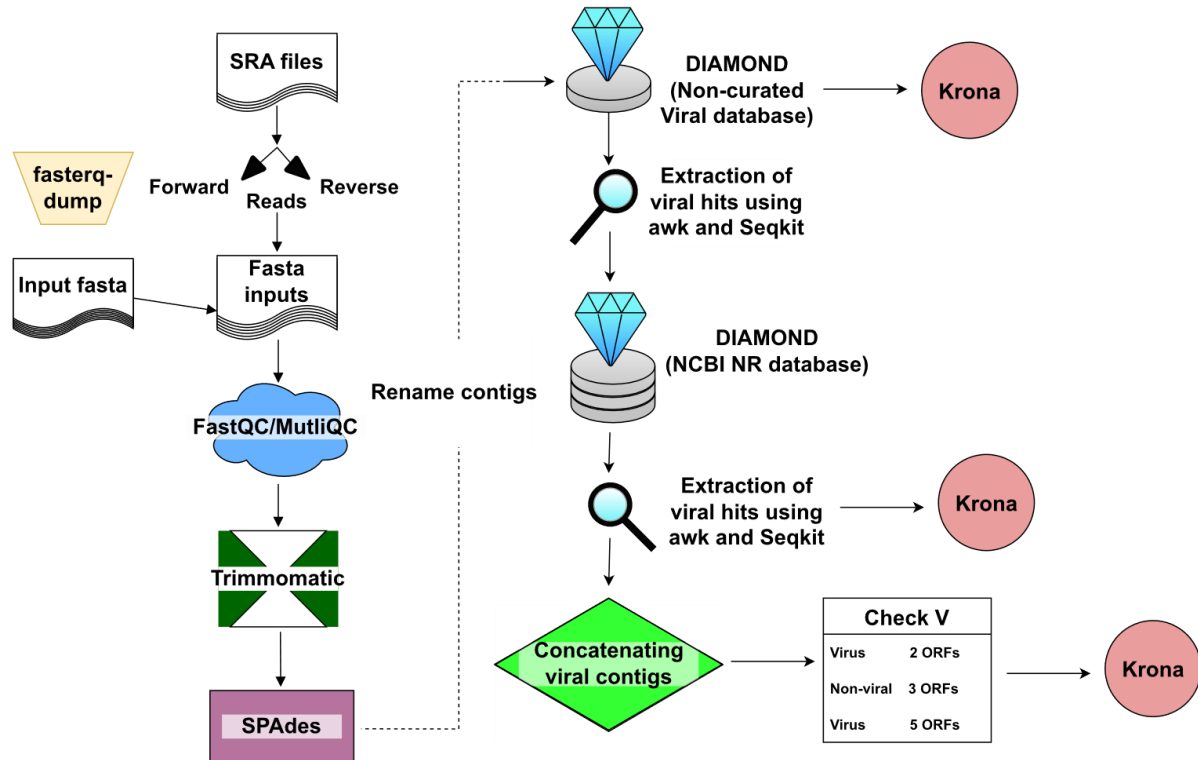 SRA files
fasterq-
dump
Forward
Reverse
Reads
Input fasta
Fasta
inputs
FastQC/MutliQC
Trimmomatic
SPAdes
Rename contigs
DIAMOND
(Non-curated
Viral database)
Krona
Extraction of
viral hits using
awk and Seqkit
DIAMOND
(NCBI NR database)
Extraction of
viral hits using
awk and Seqkit
Krona
Concatenating
viral contigs
Check V
Virus 2 ORFs
Non-viral 3 ORFs
Virus 5 ORFs
Krona